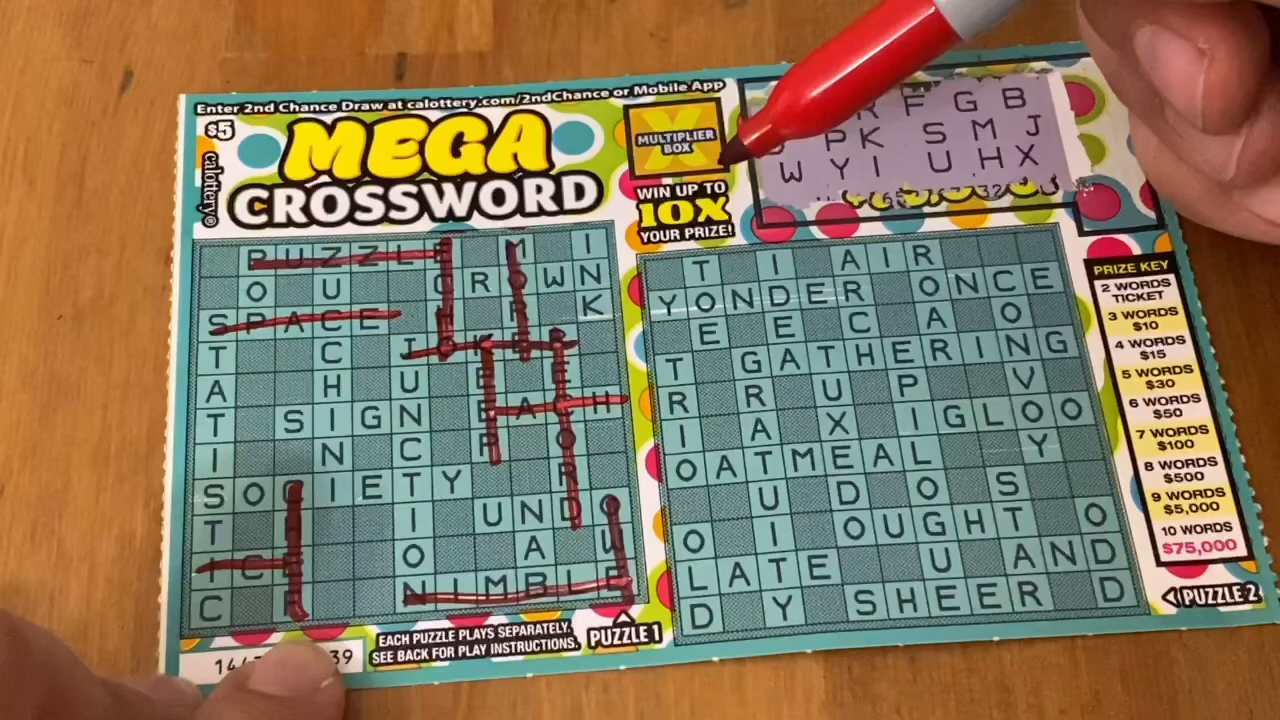 Enter 2nd Chance Draw at calottery.com/2ndChance or Mobile App
$5
calottery®
MEGA
CROSSWORD
X
MULTIPLIER
BOX
WIN UP TO
10X
YOUR PRIZE!
R F G B
P K S M J
W Y I U H X
PUZZLE M I
O U R O W N
SPACE K
T C J
A H U
T SIGN
I N C
SOCIETY
T I UND
I C E O A W
C N I M B L E
T I AIR
YONDER ONCE
E E C A O
T GATHERING
R R U P V
I A X I IGLOO
OATMEAL Y
U D O S
O I OUGHT O
LATE U AND
D Y SHEER D
PRIZE KEY
2 WORDS
TICKET
3 WORDS
$10
4 WORDS
$15
5 WORDS
$30
6 WORDS
$50
7 WORDS
$100
8 WORDS
$500
9 WORDS
$5,000
10 WORDS
$75,000
PUZZLE 2
EACH PUZZLE PLAYS SEPARATELY.
SEE BACK FOR PLAY INSTRUCTIONS.
PUZZLE 1
39